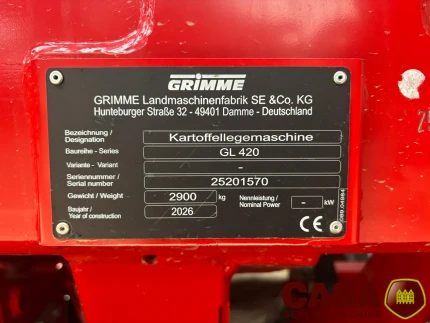 GRIMME
GRIMME Landmaschinenfabrik SE &Co. KG
Hunteburger Straße 32 - 49401 Damme - Deutschland
Bezeichnung / Designation
Kartoffellegemaschine
Baureihe - Series
GL 420
Variante - Variant
-
Seriennummer / Serial number
25201570
Gewicht / Weight
2900 kg
Nennleistung / Nominal Power
- kW
Baujahr / Year of construction
2026
CE